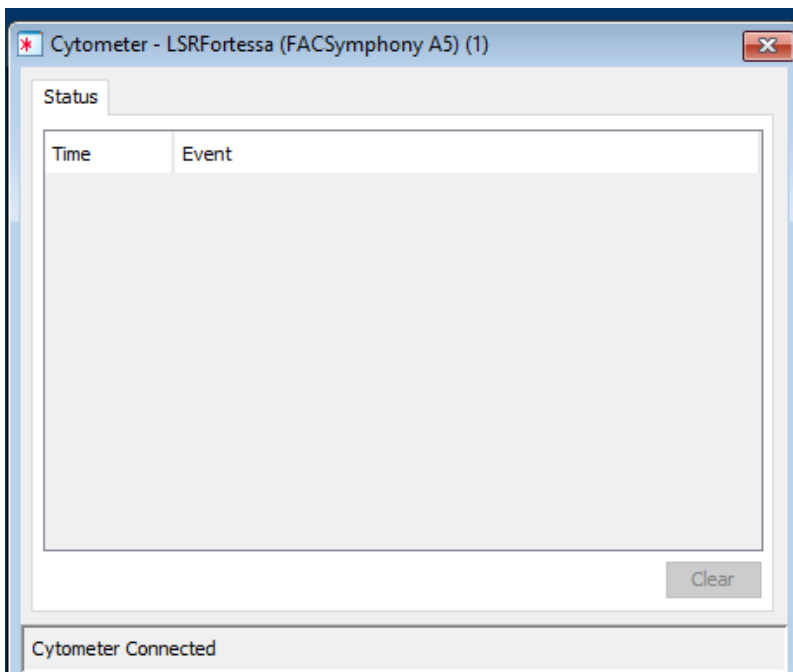 Cytometer - LSRFortessa (FACSymphony A5) (1)
Status
Time Event
Clear
Cytometer Connected